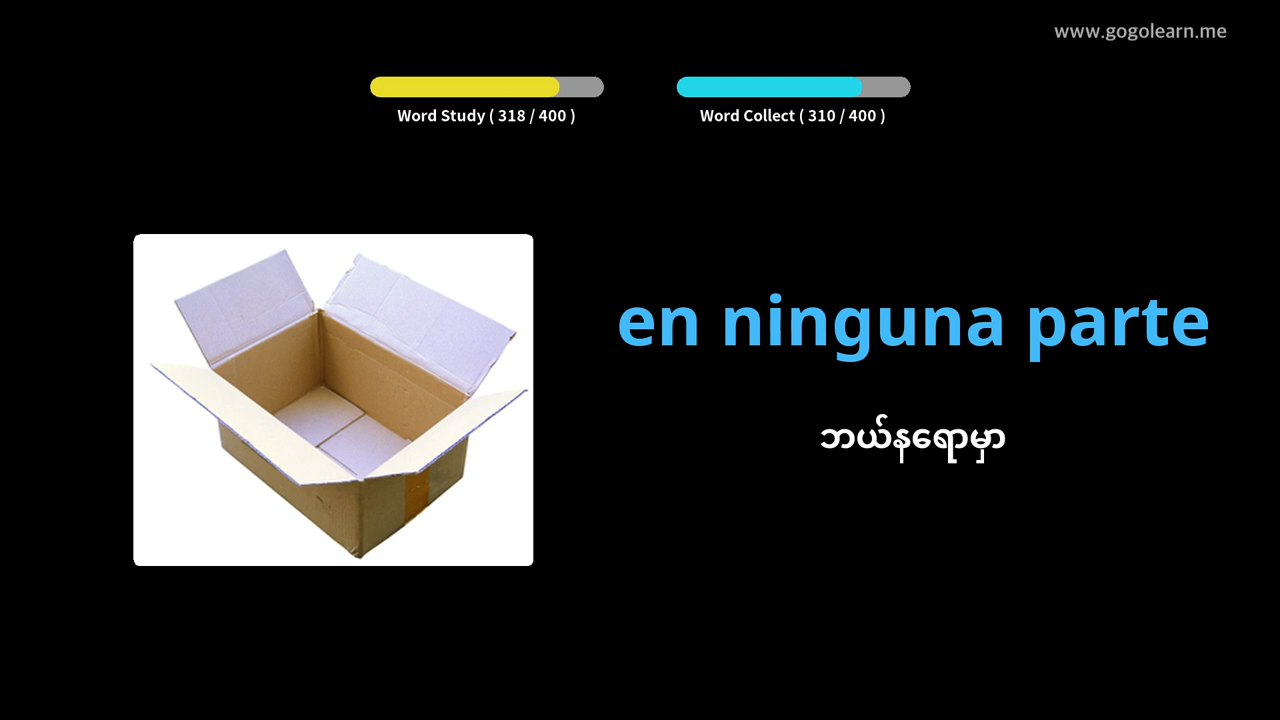 www.gogolearn.me
Word Study ( 318 / 400 )
Word Collect ( 310 / 400 )
en ninguna parte
ဘယ်နေရာမှာ